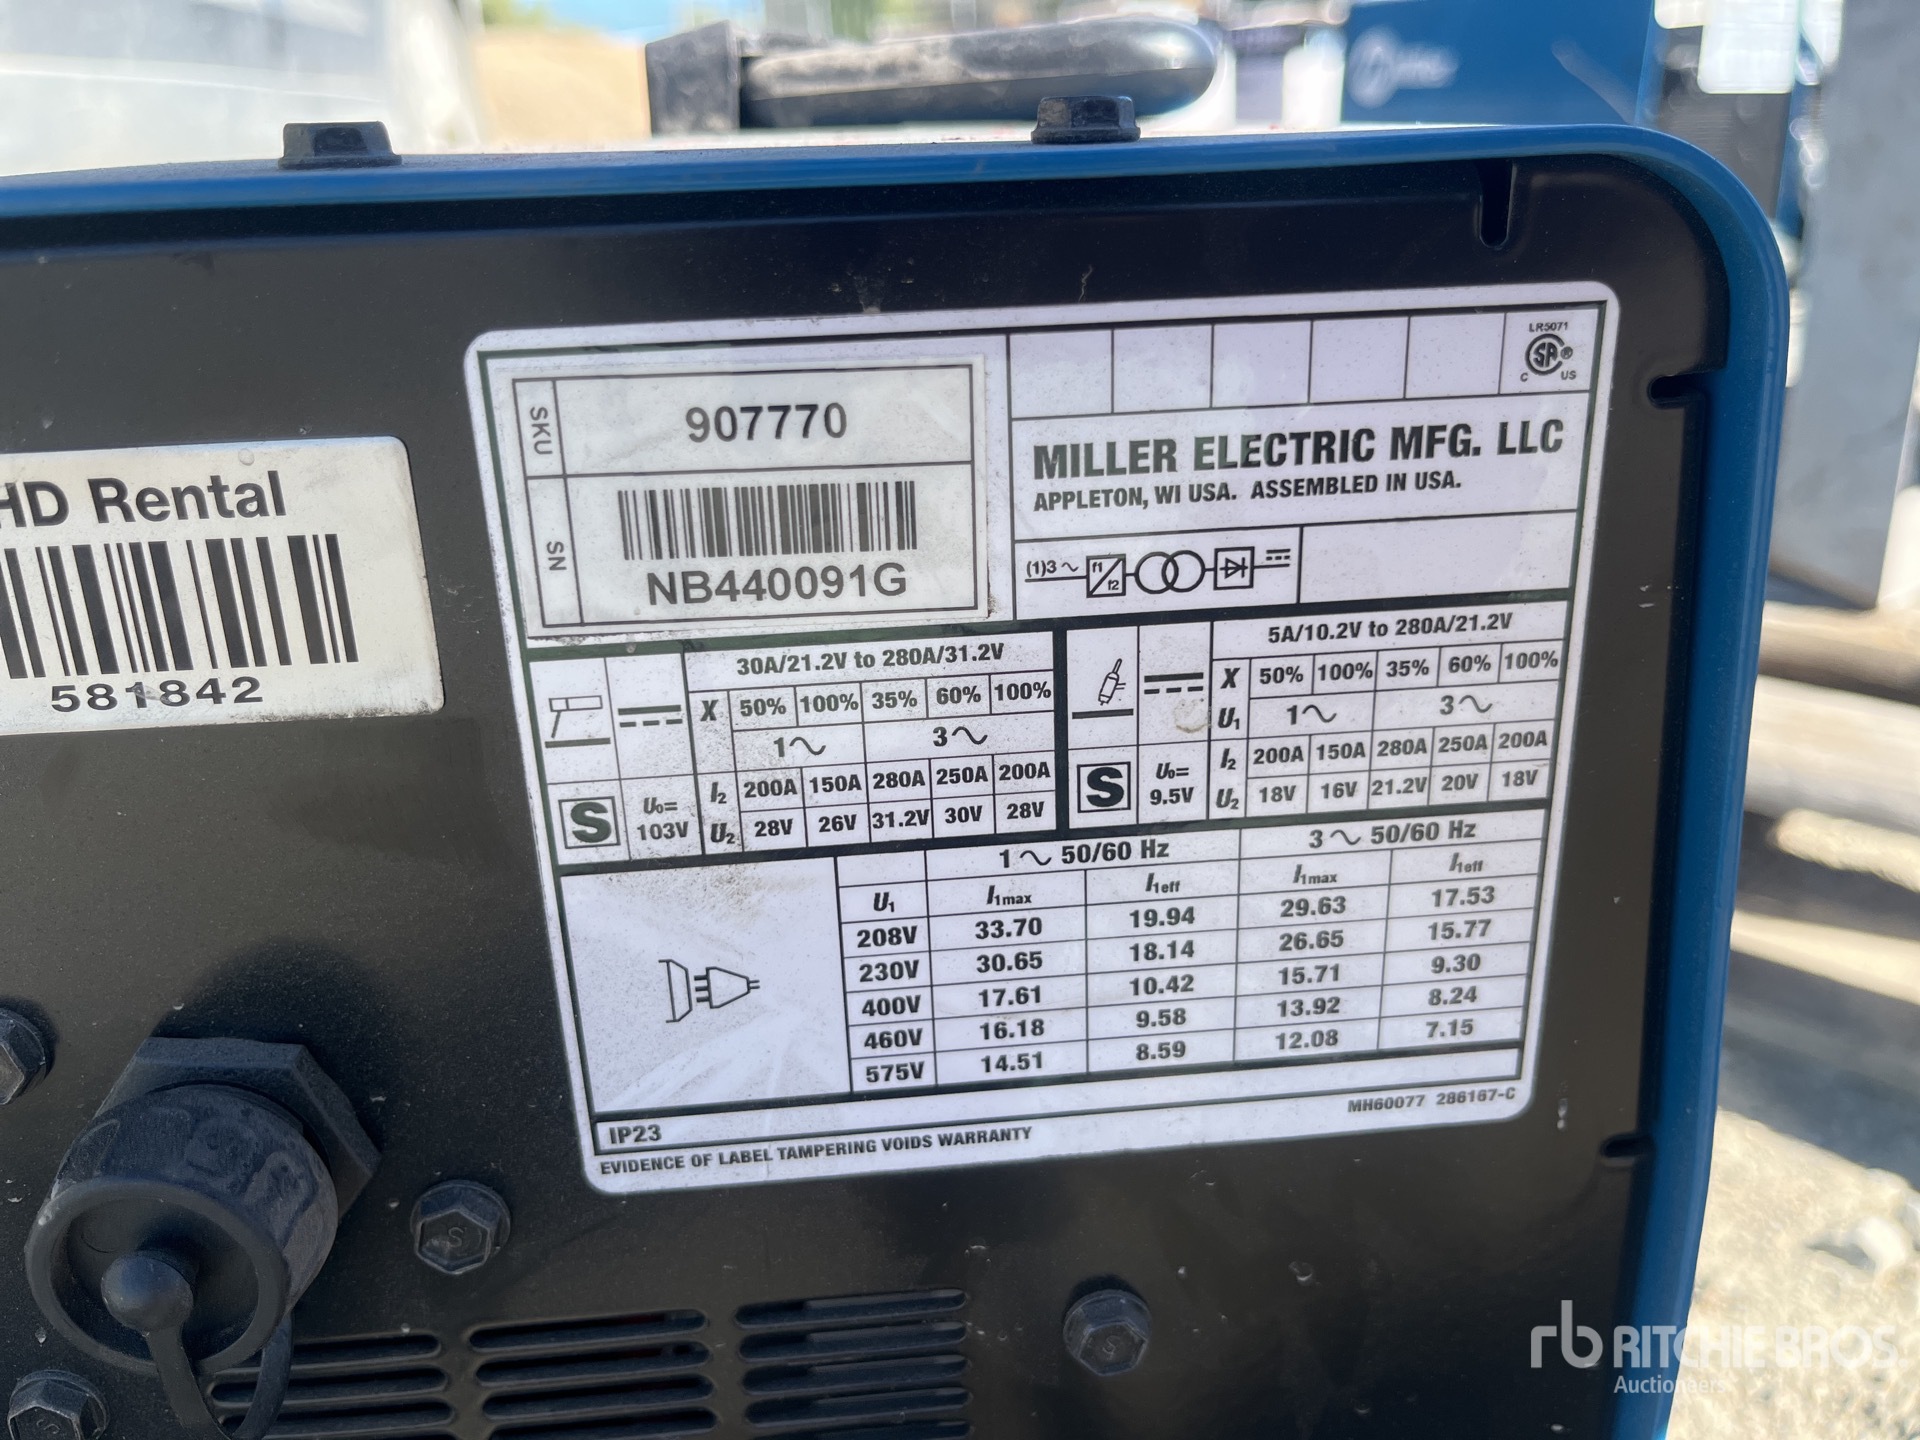 HD Rental
581842
SKU
907770
SN
NB440091G
LR5071
SA ®
C US
MILLER ELECTRIC MFG. LLC
APPLETON, WI USA. ASSEMBLED IN USA.
(1)3~ f1 f2
30A/21.2V to 280A/31.2V
X 50% 100% 35% 60% 100%
1~ 3~
I2 200A 150A 280A 250A 200A
U2 28V 26V 31.2V 30V 28V
S U0= 103V
5A/10.2V to 280A/21.2V
X 50% 100% 35% 60% 100%
U1 1~ 3~
I2 200A 150A 280A 250A 200A
U2 18V 16V 21.2V 20V 18V
S U0= 9.5V
1~ 50/60 Hz 3~ 50/60 Hz
U1 I1max I1eff I1max I1eff
208V 33.70 19.94 29.63 17.53
230V 30.65 18.14 26.65 15.77
400V 17.61 10.42 15.71 9.30
460V 16.18 9.58 13.92 8.24
575V 14.51 8.59 12.08 7.15
IP23
MH60077 286167-C
EVIDENCE OF LABEL TAMPERING VOIDS WARRANTY
rb RITCHIE BROS.
Auctioneers